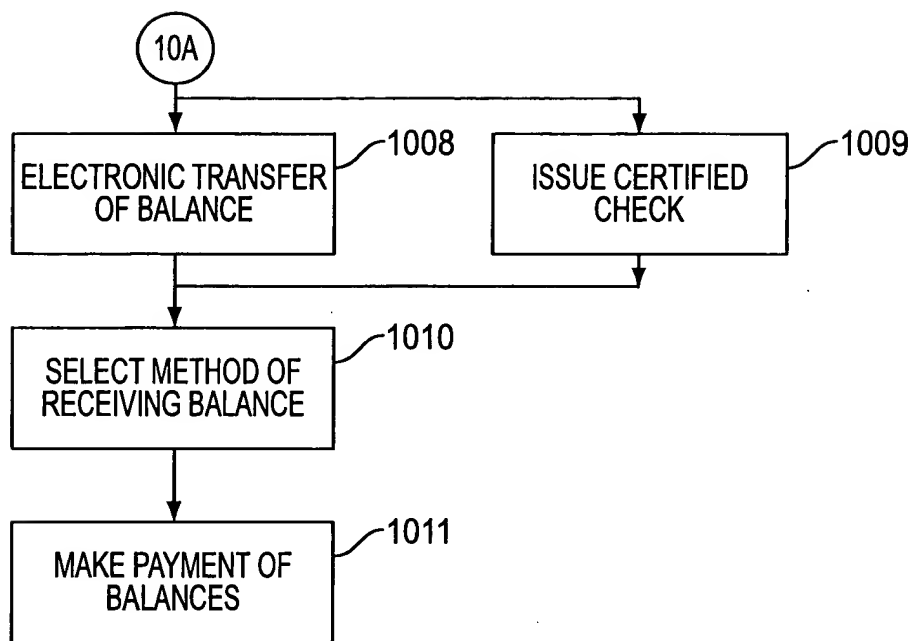 10A
1008
ELECTRONIC TRANSFER
OF BALANCE
1009
ISSUE CERTIFIED
CHECK
1010
SELECT METHOD OF
RECEIVING BALANCE
1011
MAKE PAYMENT OF
BALANCES